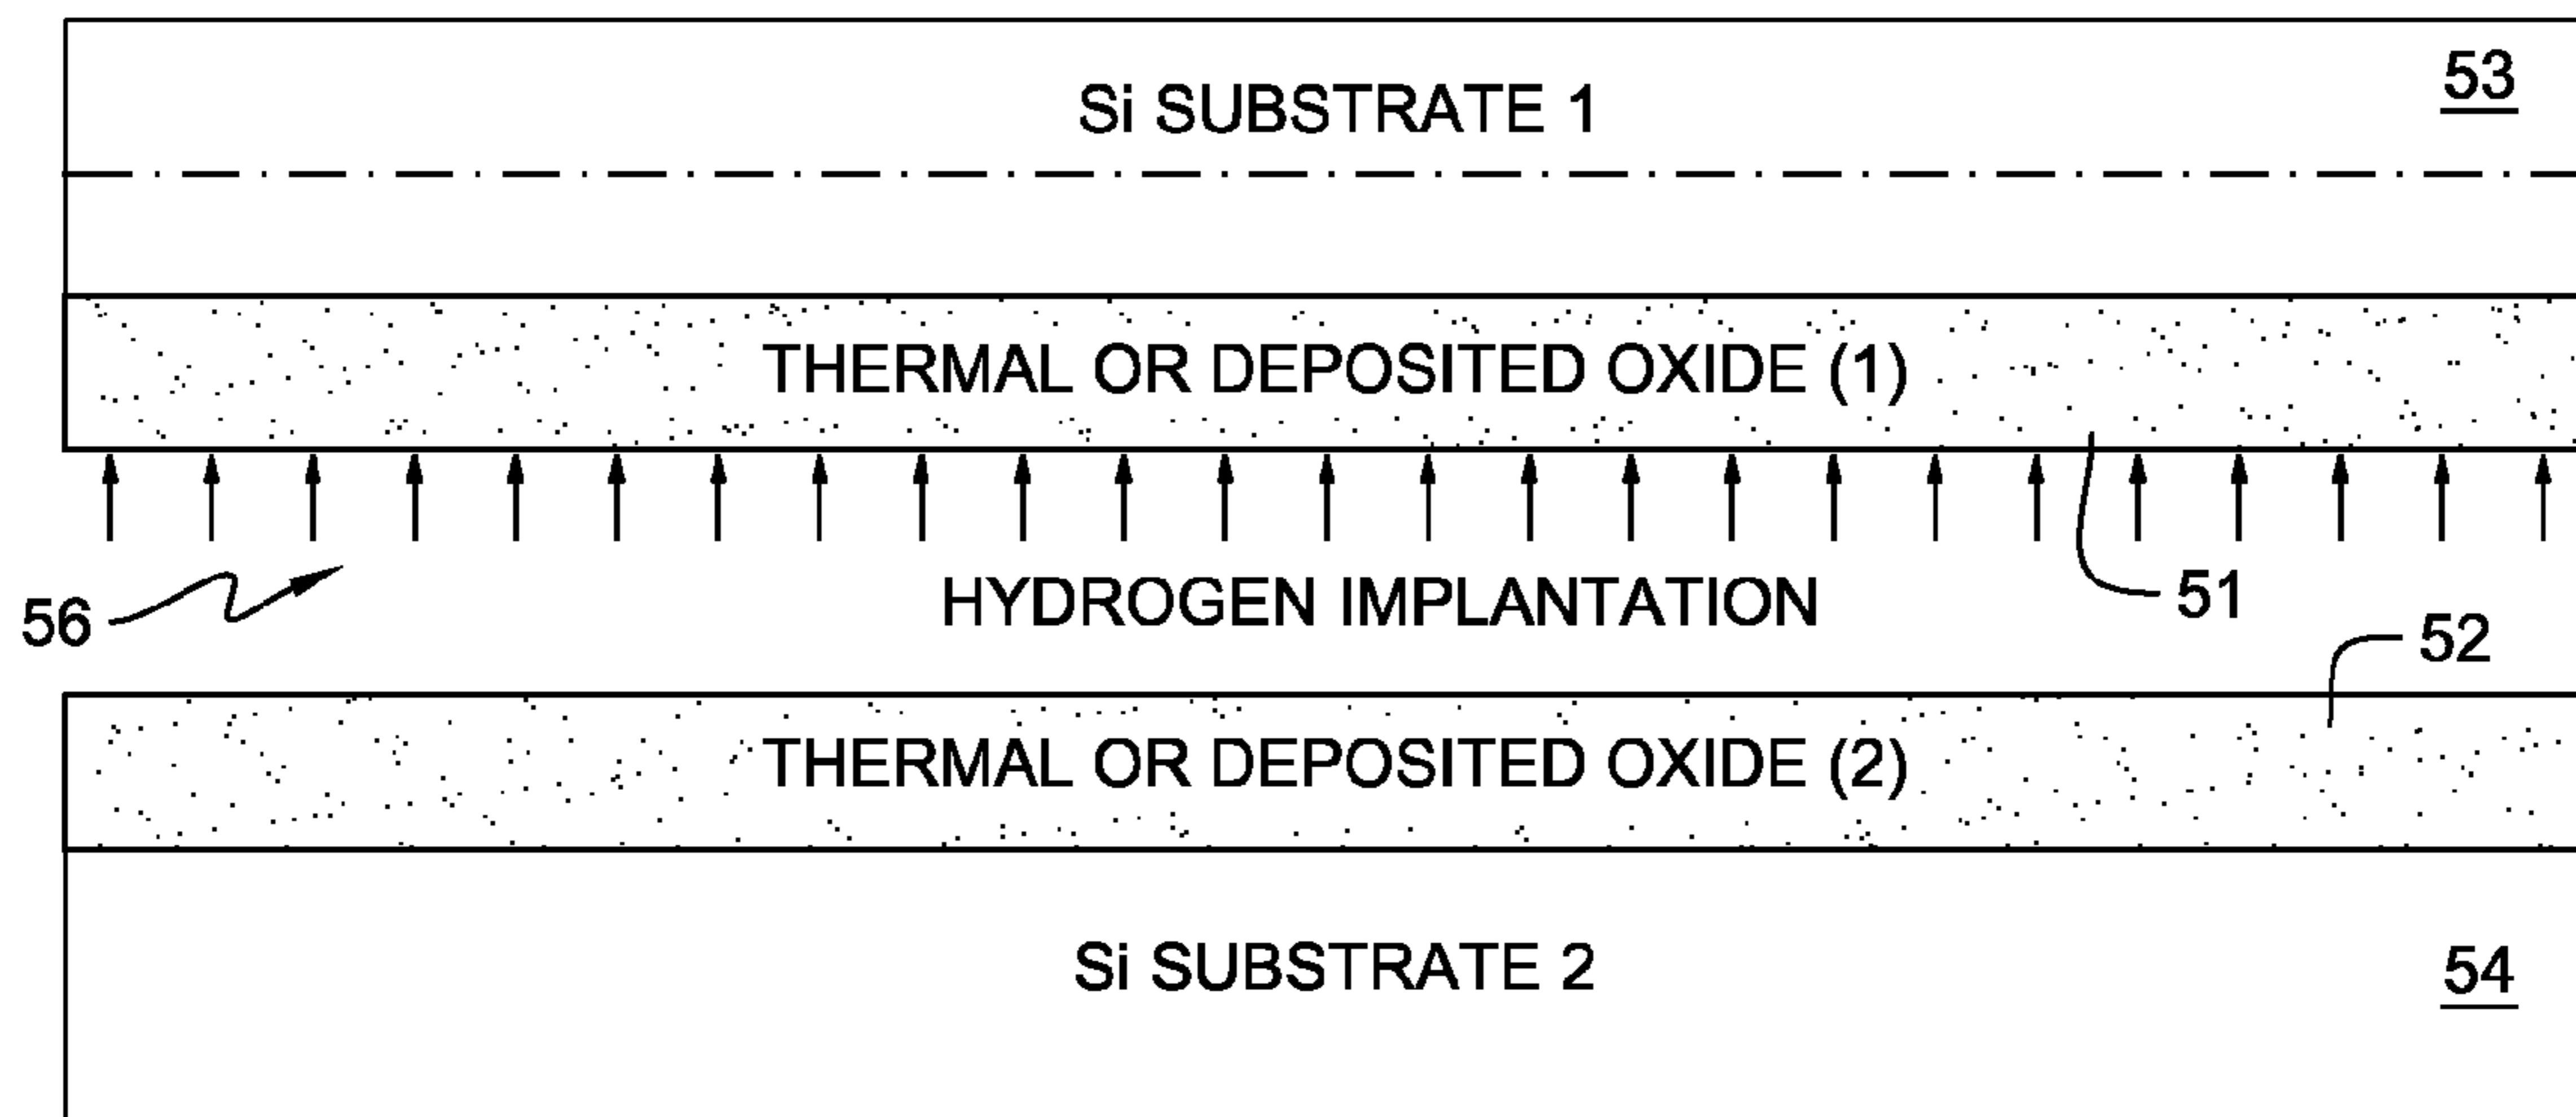 53
Si SUBSTRATE 1
THERMAL OR DEPOSITED OXIDE (1)
56
HYDROGEN IMPLANTATION
51
52
THERMAL OR DEPOSITED OXIDE (2)
Si SUBSTRATE 2
54